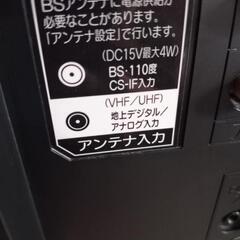 BSアンテナに電源供給が
必要なことがあります。
「アンテナ設定」で行います。
(DC15V最大4W)
BS・110度
CS-IF入力
(VHF/UHF)
地上デジタル/
アナログ入力
アンテナ入力